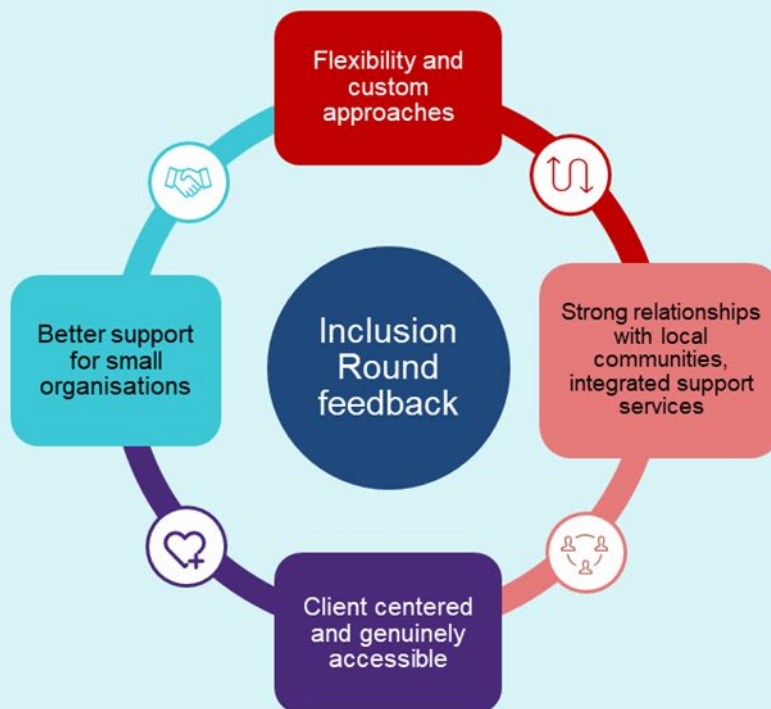 Flexibility and
custom
approaches
Better support
for small
organisations
Inclusion
Round
feedback
Strong relationships
with local
communities,
integrated support
services
Client centered
and genuinely
accessible